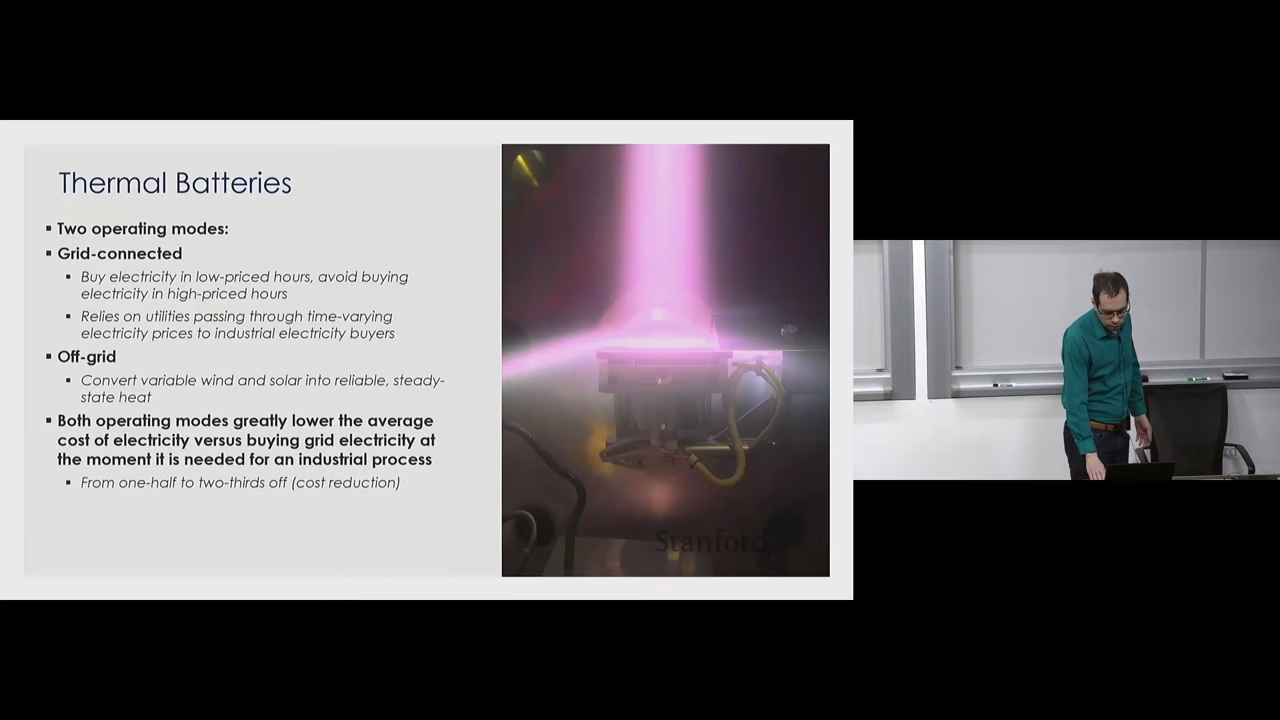 Thermal Batteries
▪ Two operating modes:
▪ Grid-connected
▪ Buy electricity in low-priced hours, avoid buying
electricity in high-priced hours
▪ Relies on utilities passing through time-varying
electricity prices to industrial electricity buyers
▪ Off-grid
▪ Convert variable wind and solar into reliable, steady-
state heat
▪ Both operating modes greatly lower the average
cost of electricity versus buying grid electricity at
the moment it is needed for an industrial process
▪ From one-half to two-thirds off (cost reduction)
Stanford
Stanford